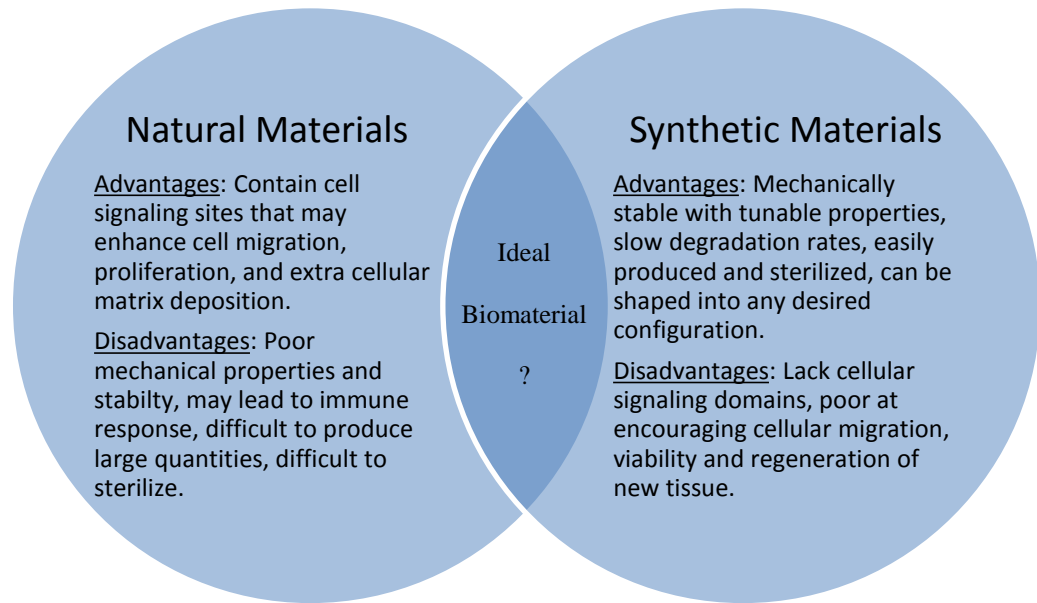 Natural Materials
Advantages: Contain cell
signaling sites that may
enhance cell migration,
proliferation, and extra cellular
matrix deposition.
Disadvantages: Poor
mechanical properties and
stabilty, may lead to immune
response, difficult to produce
large quantities, difficult to
sterilize.
Ideal
Biomaterial
?
Synthetic Materials
Advantages: Mechanically
stable with tunable properties,
slow degradation rates, easily
produced and sterilized, can be
shaped into any desired
configuration.
Disadvantages: Lack cellular
signaling domains, poor at
encouraging cellular migration,
viability and regeneration of
new tissue.